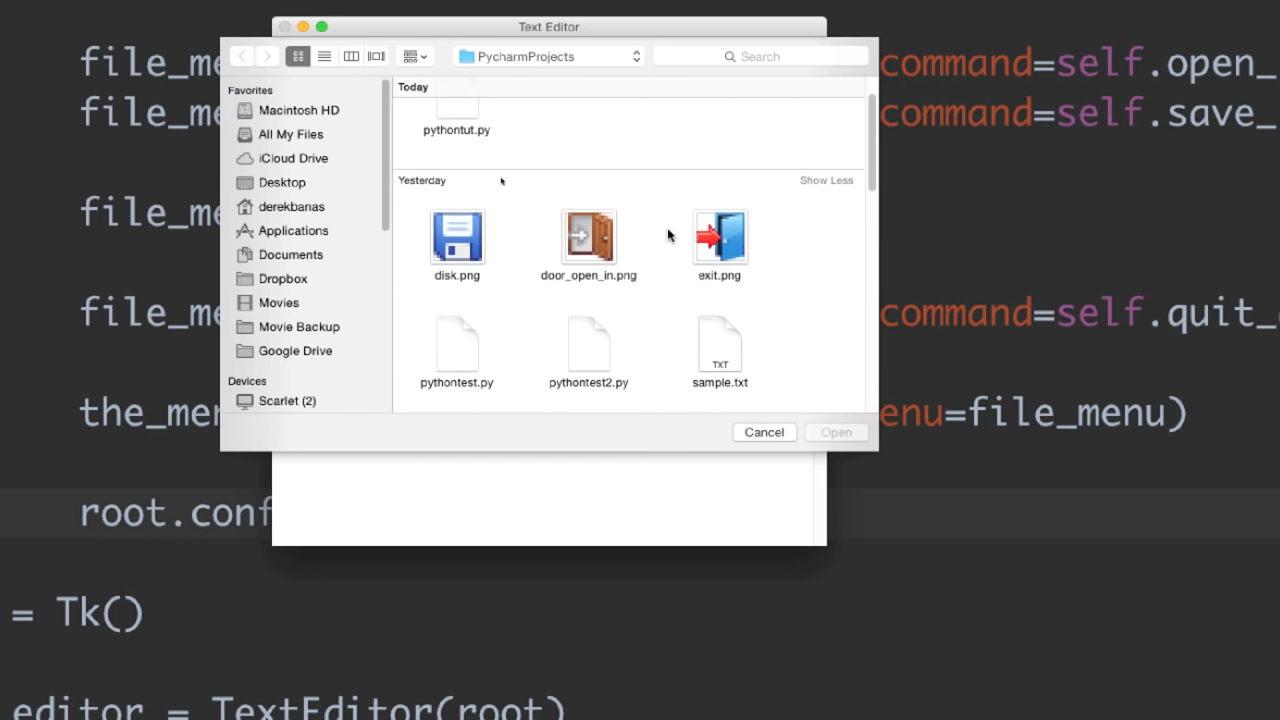 Text Editor
file_me command=self.open_
PycharmProjects
Search
Favorites
Macintosh HD
All My Files
iCloud Drive
Desktop
derekbanas
Applications
Documents
Dropbox
Movies
Movie Backup
Google Drive
Devices
Scarlet (2)
Today
pythontut.py
Yesterday
Show Less
disk.png
door_open_in.png
exit.png
pythontest.py
pythontest2.py
sample.txt
TXT
Cancel
Open
file_me command=self.save_
file_me
file_me command=self.quit_
the_men enu=file_menu)
root.conf
= Tk()
editor = TextEditor(root)